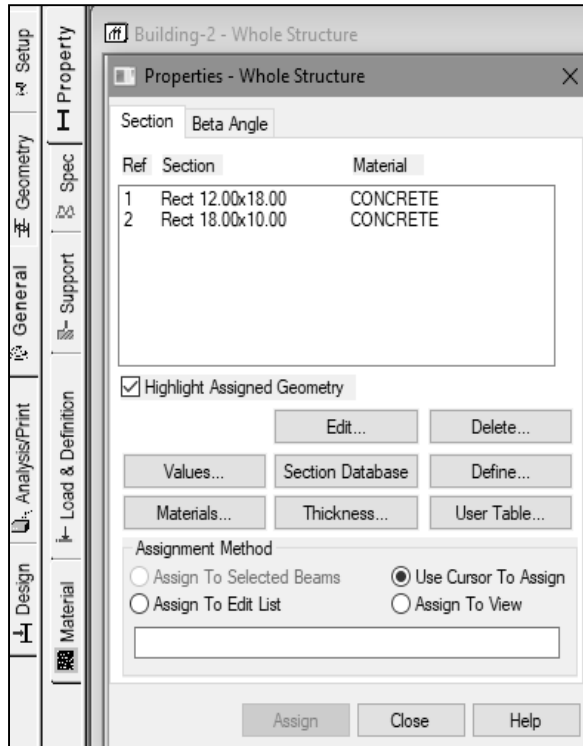 Setup
Geometry
General
Analysis/Print
Design
Property
Spec
Support
Load & Definition
Material
Building-2 - Whole Structure
Properties - Whole Structure
Section Beta Angle
Ref Section Material
1 Rect 12.00x18.00 CONCRETE
2 Rect 18.00x10.00 CONCRETE
Highlight Assigned Geometry
Edit... Delete...
Values... Section Database Define...
Materials... Thickness... User Table...
Assignment Method
Assign To Selected Beams Use Cursor To Assign
Assign To Edit List Assign To View
Assign Close Help